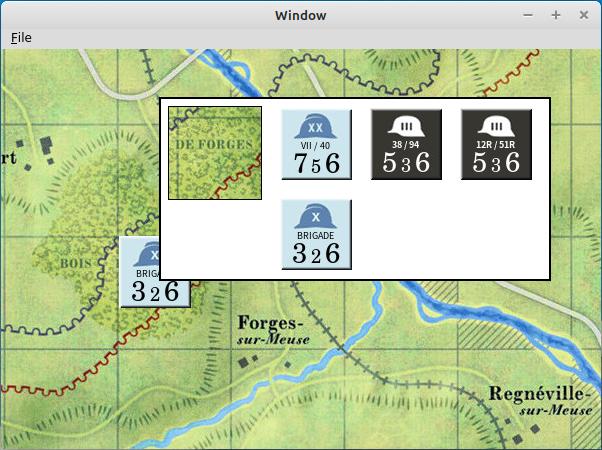 Window
File
DE FORGES
XX
VII / 40
7 5 6
III
38 / 94
5 3 6
III
12R / 51R
5 3 6
X
BRIGADE
3 2 6
rt
BOIS
X
BRIGA
3 2 6
Forges-
sur-Meuse
Regnéville-
sur-Meuse